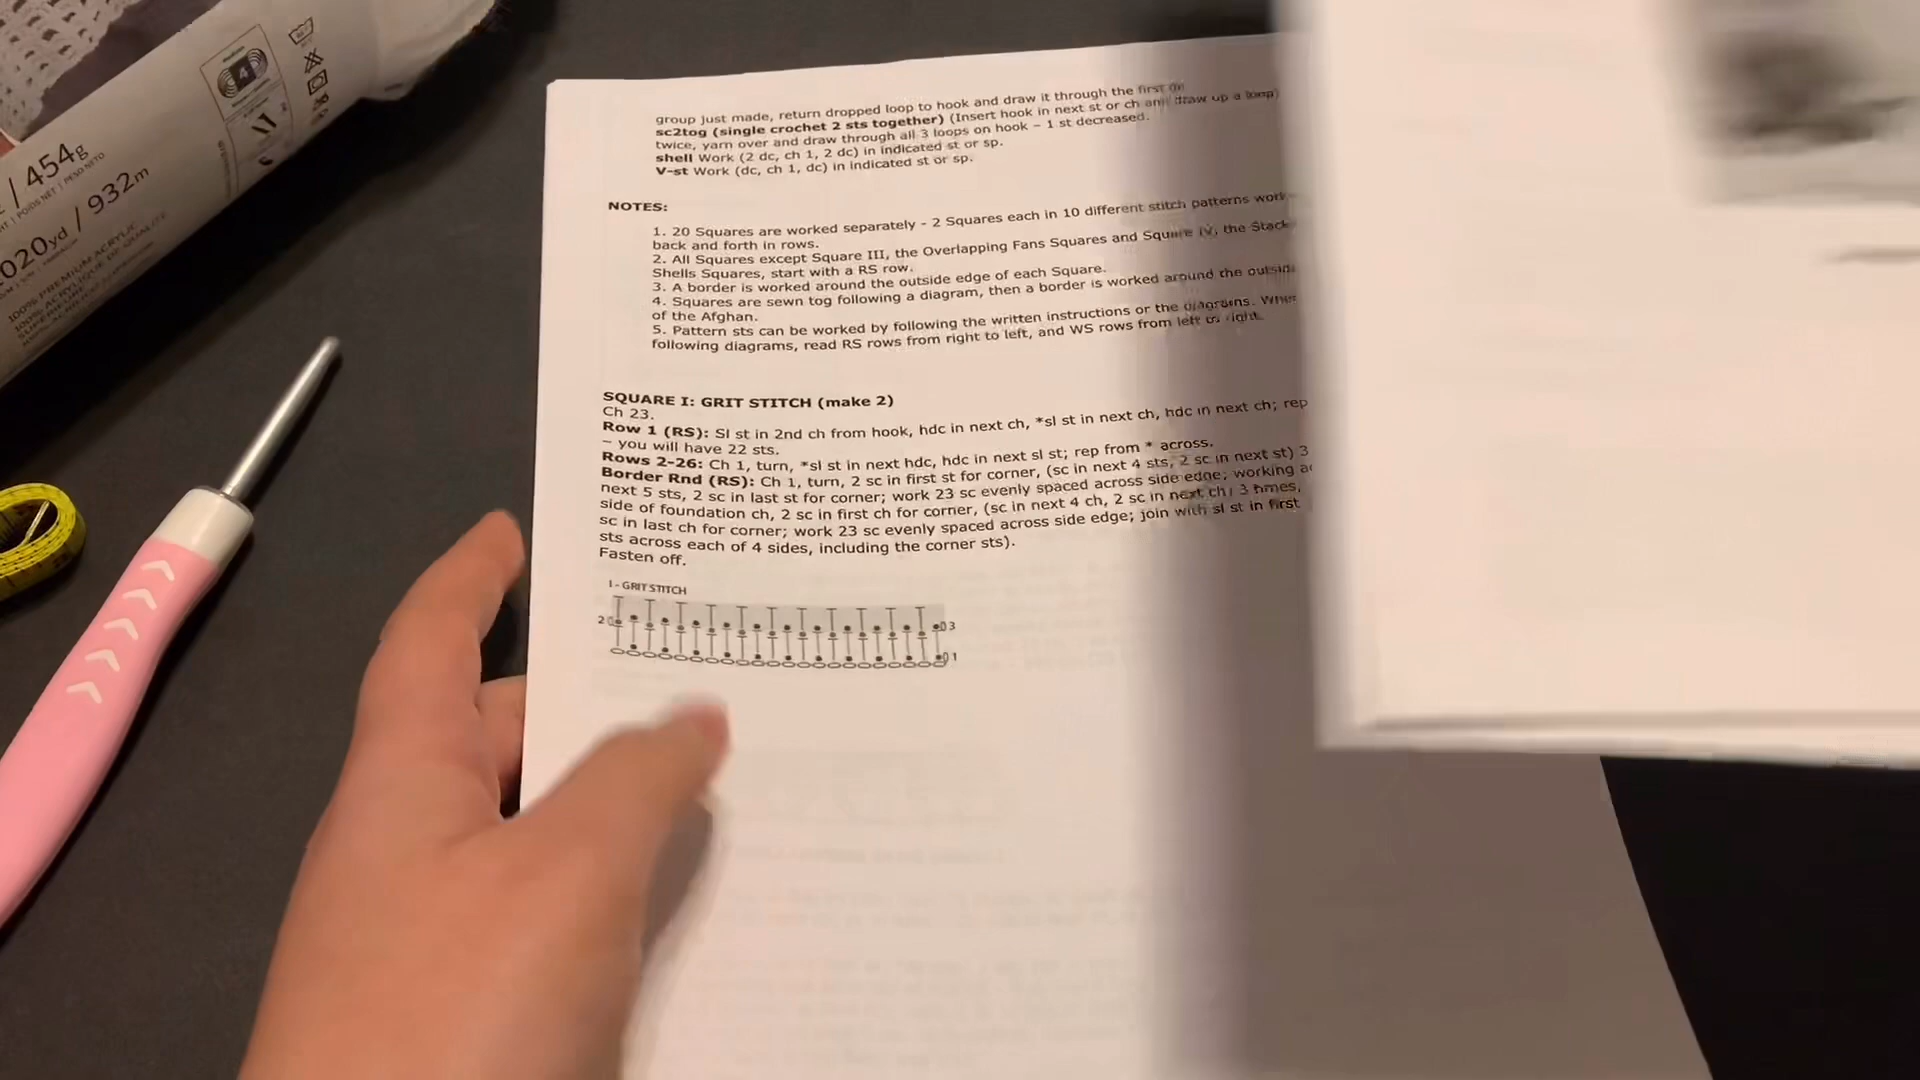 4
/ 454g
POIDS NET | PESO NETO
020yd / 932m
100% PREMIUM ACRYLIC
group just made, return dropped loop to hook and draw it through the first
sc2tog (single crochet 2 sts together) (Insert hook in next st or ch and draw up a loop)
twice, yarn over and draw through all 3 loops on hook – 1 st decreased.
shell Work (2 dc, ch 1, 2 dc) in indicated st or sp.
V-st Work (dc, ch 1, dc) in indicated st or sp.
NOTES:
1. 20 Squares are worked separately - 2 Squares each in 10 different stitch patterns work
back and forth in rows.
2. All Squares except Square III, the Overlapping Fans Squares and Square IV, the Stack
Shells Squares, start with a RS row.
3. A border is worked around the outside edge of each Square.
4. Squares are sewn tog following a diagram, then a border is worked around the outside
of the Afghan.
5. Pattern sts can be worked by following the written instructions or the diagrams. When
following diagrams, read RS rows from right to left, and WS rows from left to right.
SQUARE I: GRIT STITCH (make 2)
Ch 23.
Row 1 (RS): Sl st in 2nd ch from hook, hdc in next ch, *sl st in next ch, hdc in next ch; rep
– you will have 22 sts.
Rows 2-26: Ch 1, turn, *sl st in next hdc, hdc in next sl st; rep from * across.
Border Rnd (RS): Ch 1, turn, 2 sc in first st for corner, (sc in next 4 sts, 2 sc in next st) 3
next 5 sts, 2 sc in last st for corner; work 23 sc evenly spaced across side edge; working
side of foundation ch, 2 sc in first ch for corner, (sc in next 4 ch, 2 sc in next ch) 3 times,
sc in last ch for corner; work 23 sc evenly spaced across side edge; join with sl st in first
sts across each of 4 sides, including the corner sts).
Fasten off.
I - GRIT STITCH
2
3
1